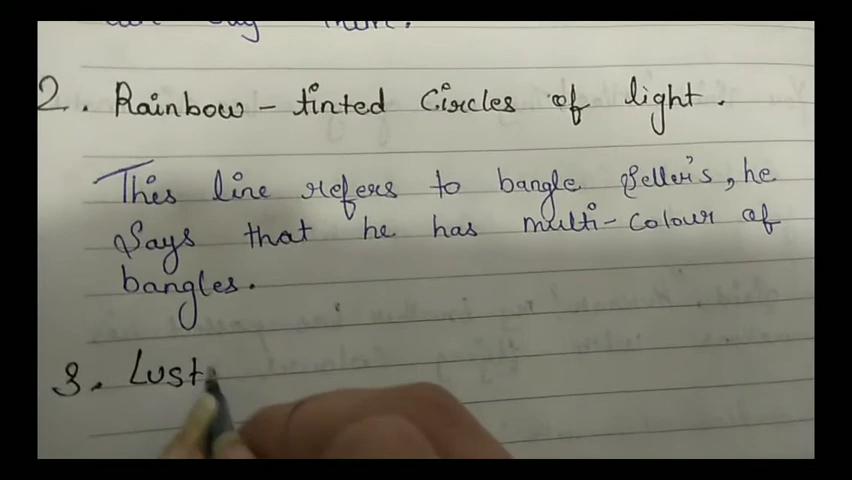 2. Rainbow - tinted Circles of light.
This line refers to bangle seller's, he
says that he has multi-colour of
bangles.
3. Lust